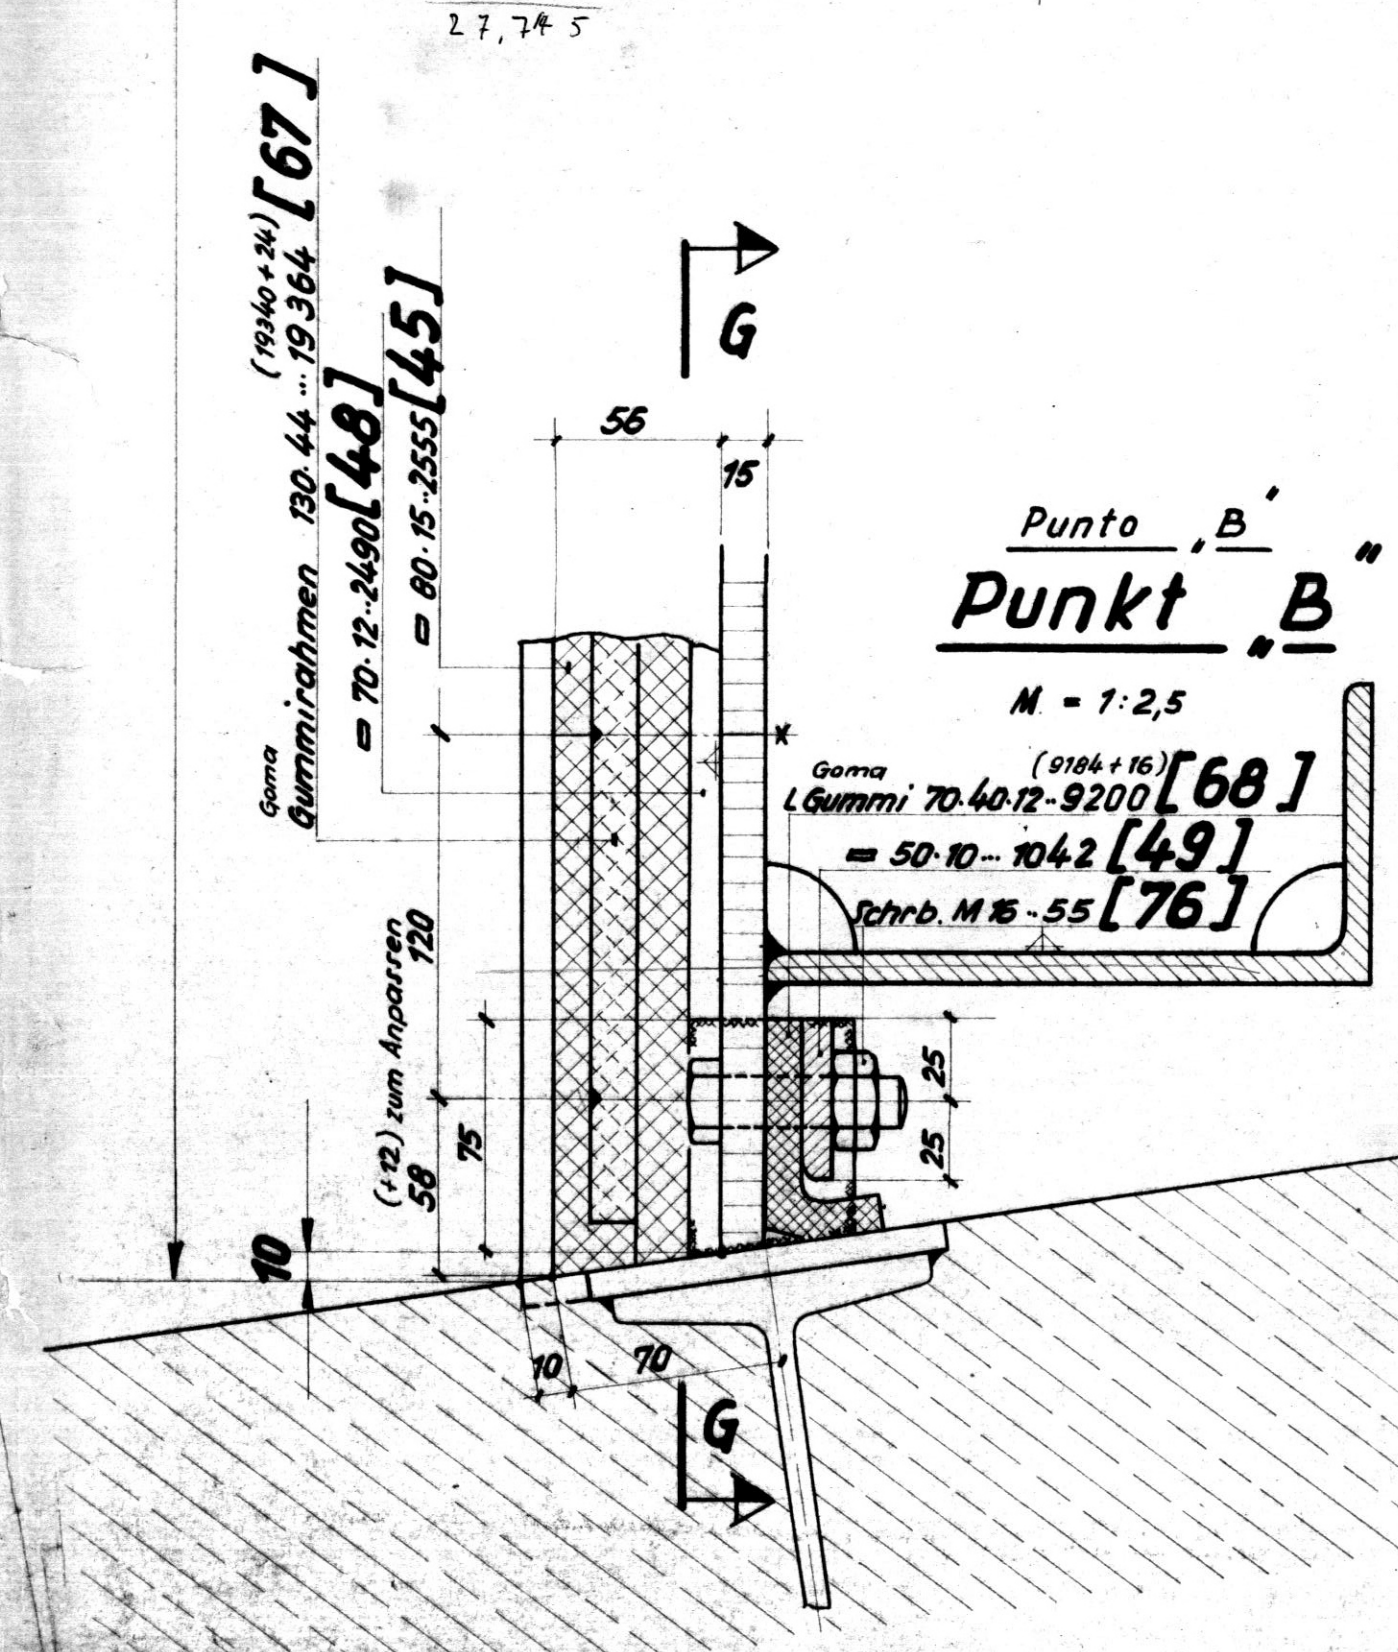 27,745
(19340 + 24)
Goma
Gummirahmen 130.44...19364 [67]
= 70.12..2490 [48]
= 80.15..2555 [45]
G
56
15
Punto „B"
Punkt „B"
M = 1:2,5
x
Goma (9184 + 16)
L Gummi 70.40.12..9200 [68]
= 50.10...1042 [49]
Schrb. M 16..55 [76]
120
(+12) zum Anpassen
58
75
25
25
10
10
70
G